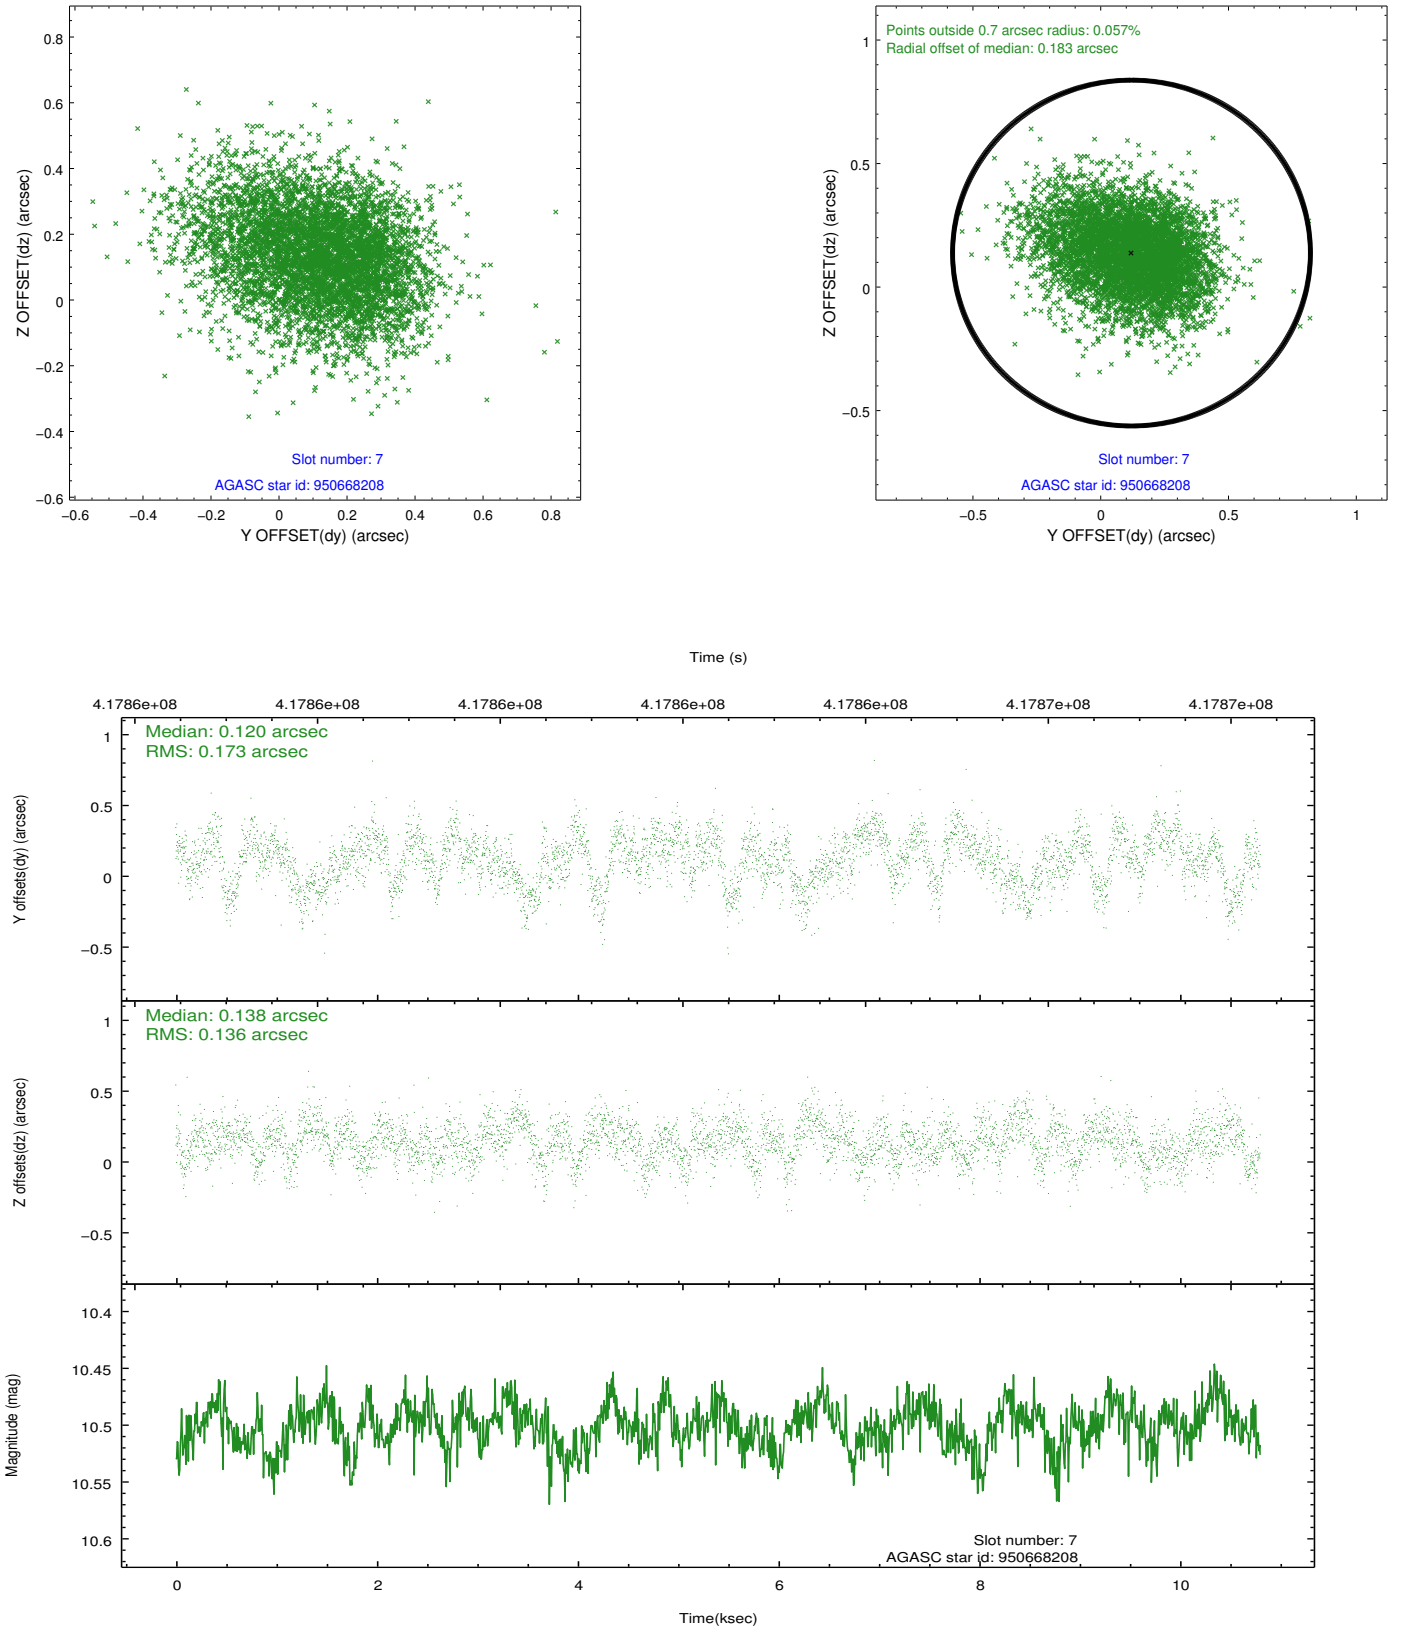 0.8
0.6
0.4
0.2
0
−0.2
−0.4
−0.6
−0.6 −0.4 −0.2 0 0.2 0.4 0.6 0.8
Z OFFSET(dz) (arcsec)
Y OFFSET(dy) (arcsec)
Slot number: 7
AGASC star id: 950668208
Points outside 0.7 arcsec radius: 0.057%
Radial offset of median: 0.183 arcsec
1
0.5
0
−0.5
−0.5 0 0.5 1
Z OFFSET(dz) (arcsec)
Y OFFSET(dy) (arcsec)
Slot number: 7
AGASC star id: 950668208
Time (s)
4.1786e+08 4.1786e+08 4.1786e+08 4.1786e+08 4.1786e+08 4.1787e+08 4.1787e+08
Median: 0.120 arcsec
RMS: 0.173 arcsec
1
0.5
0
−0.5
Y offsets(dy) (arcsec)
Median: 0.138 arcsec
RMS: 0.136 arcsec
1
0.5
0
−0.5
Z offsets(dz) (arcsec)
10.4
10.45
10.5
10.55
10.6
Magnitude (mag)
Slot number: 7
AGASC star id: 950668208
0 2 4 6 8 10
Time(ksec)